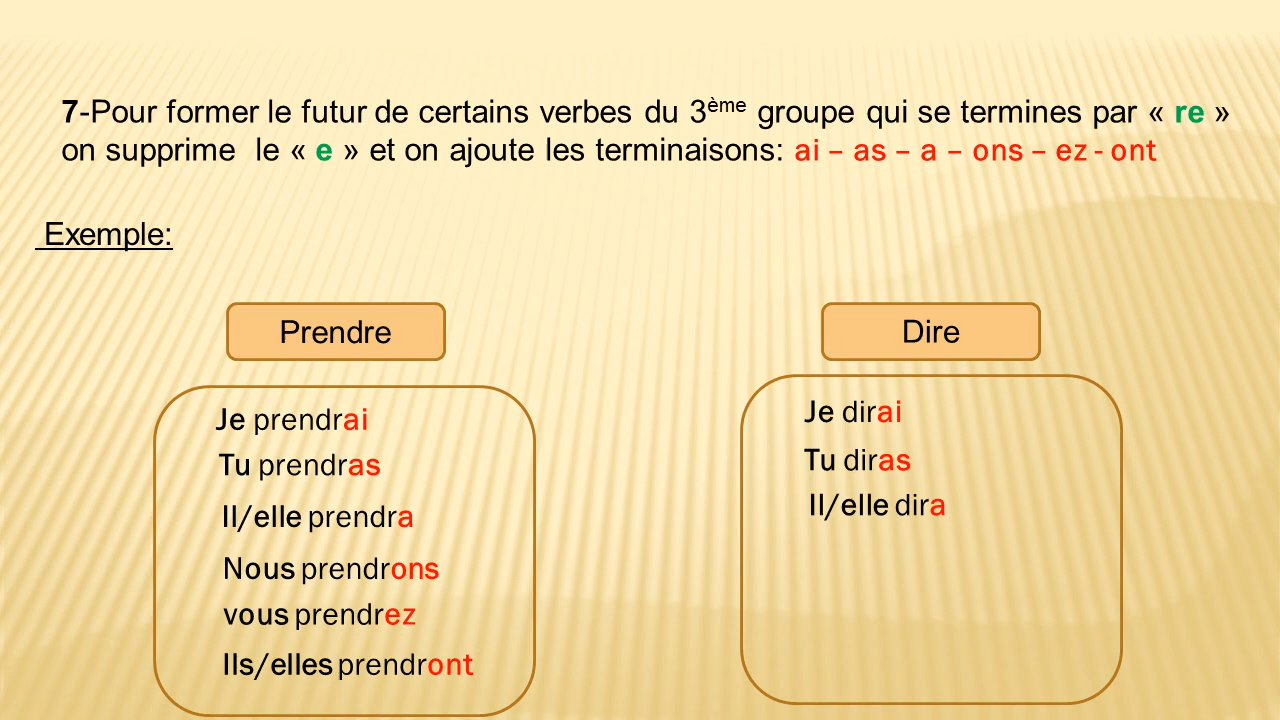 7-Pour former le futur de certains verbes du 3ème groupe qui se termines par « re »
on supprime le « e » et on ajoute les terminaisons: ai – as – a – ons – ez - ont
Exemple:
Prendre
Je prendrai
Tu prendras
Il/elle prendra
Nous prendrons
vous prendrez
Ils/elles prendront
Dire
Je dirai
Tu diras
Il/elle dira